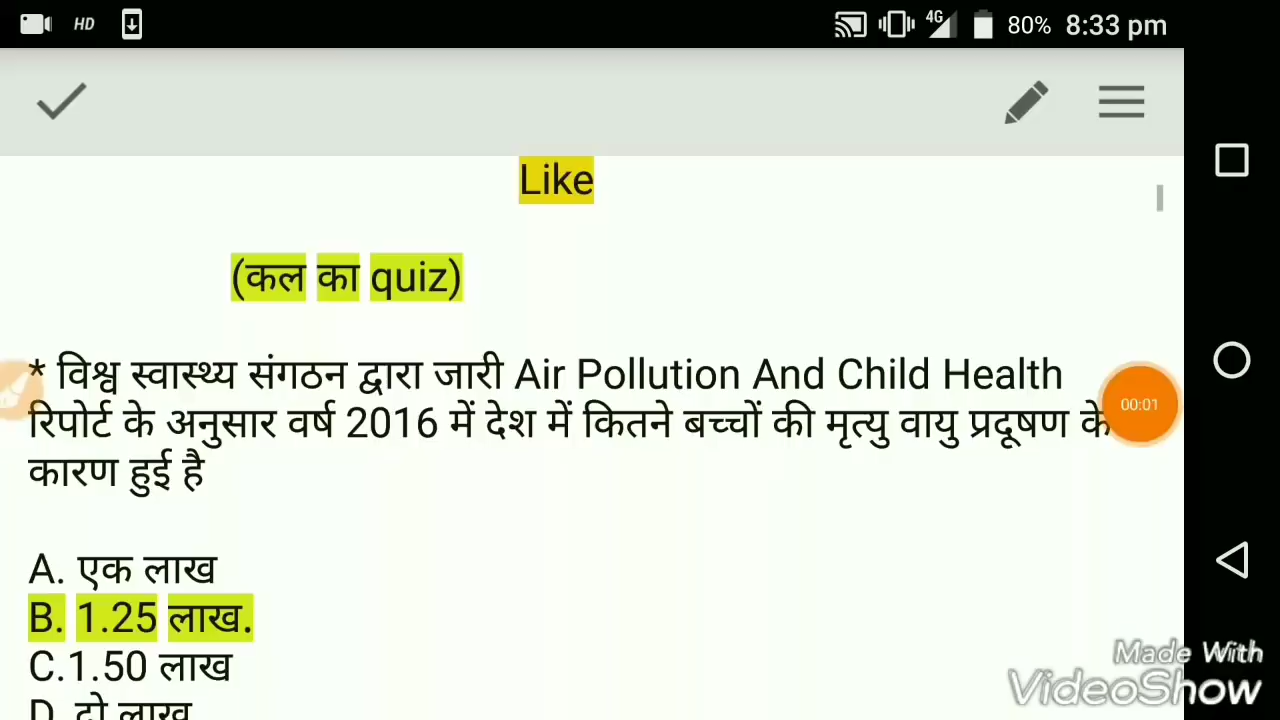 HD 4G 80% 8:33 pm
Like
(कल का quiz)
* विश्व स्वास्थ्य संगठन द्वारा जारी Air Pollution And Child Health
रिपोर्ट के अनुसार वर्ष 2016 में देश में कितने बच्चों की मृत्यु वायु प्रदूषण के
00:01
कारण हुई है
A. एक लाख
B. 1.25 लाख.
C.1.50 लाख
D. दो लाख
Made With
VideoShow